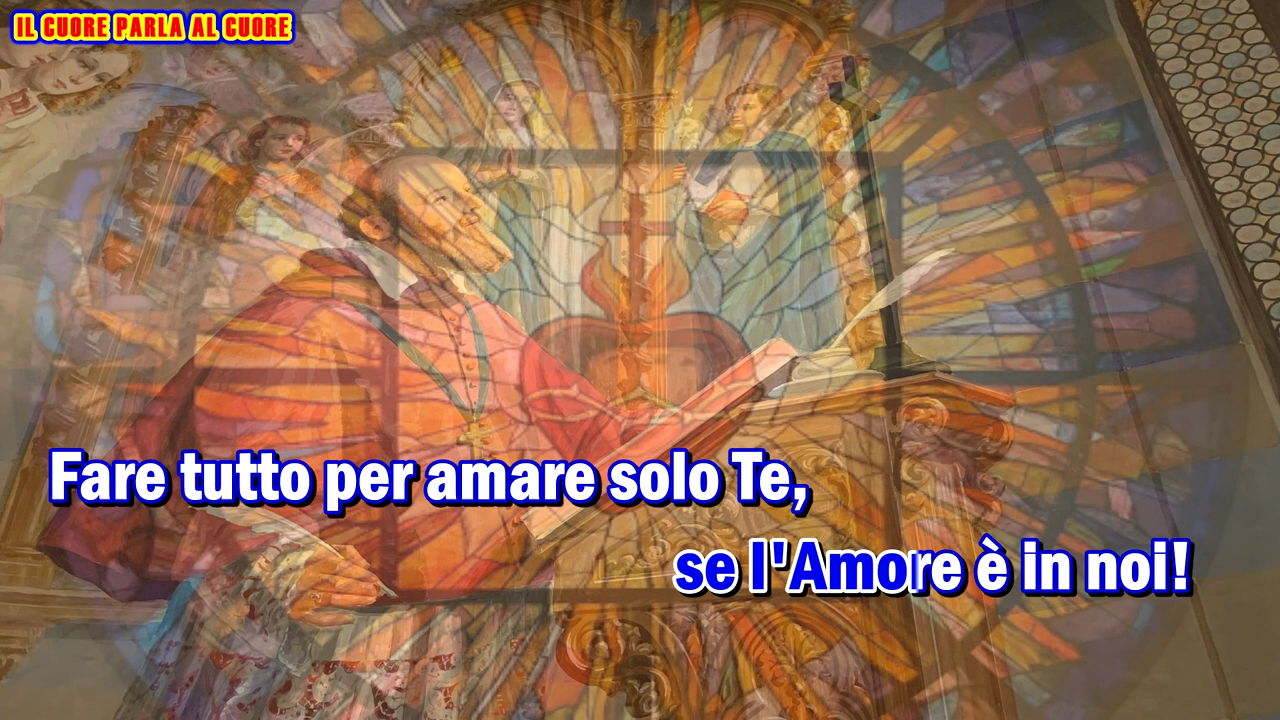 IL CUORE PARLA AL CUORE
Fare tutto per amare solo Te,
se l'Amore è in noi!